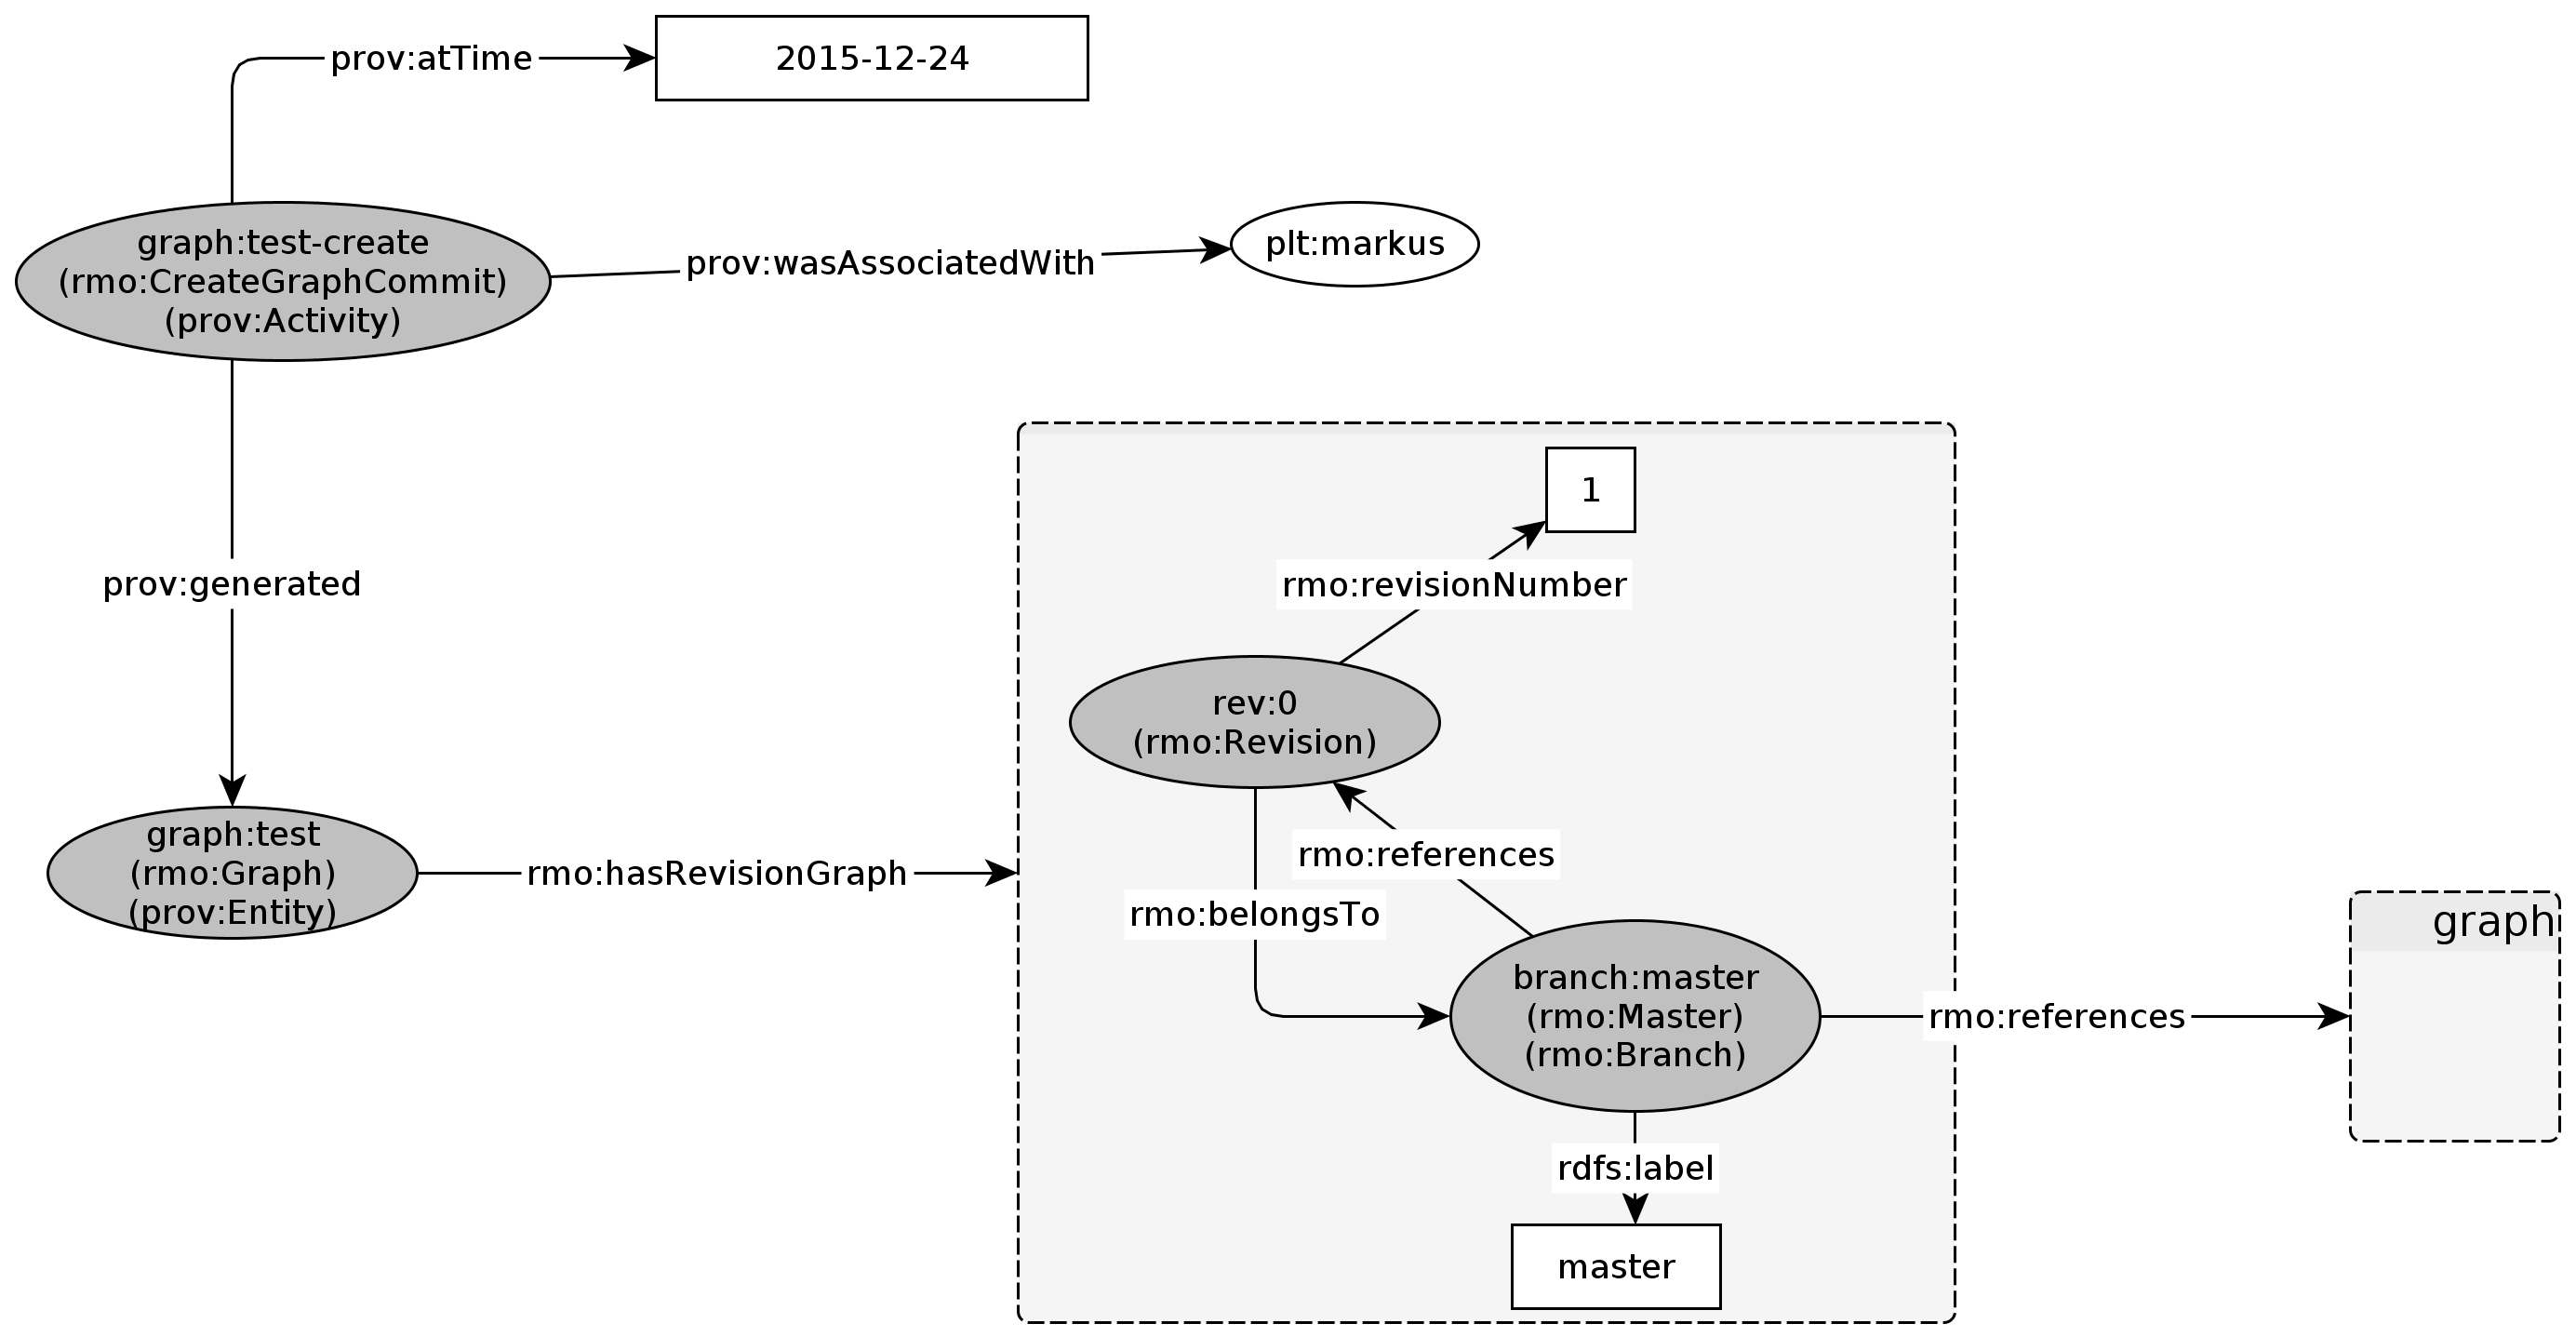 prov:atTime
2015-12-24
graph:test-create
(rmo:CreateGraphCommit)
(prov:Activity)
prov:wasAssociatedWith
plt:markus
prov:generated
1
rmo:revisionNumber
rev:0
(rmo:Revision)
graph:test
(rmo:Graph)
(prov:Entity)
rmo:hasRevisionGraph
rmo:references
rmo:belongsTo
branch:master
(rmo:Master)
(rmo:Branch)
rmo:references
graph
rdfs:label
master